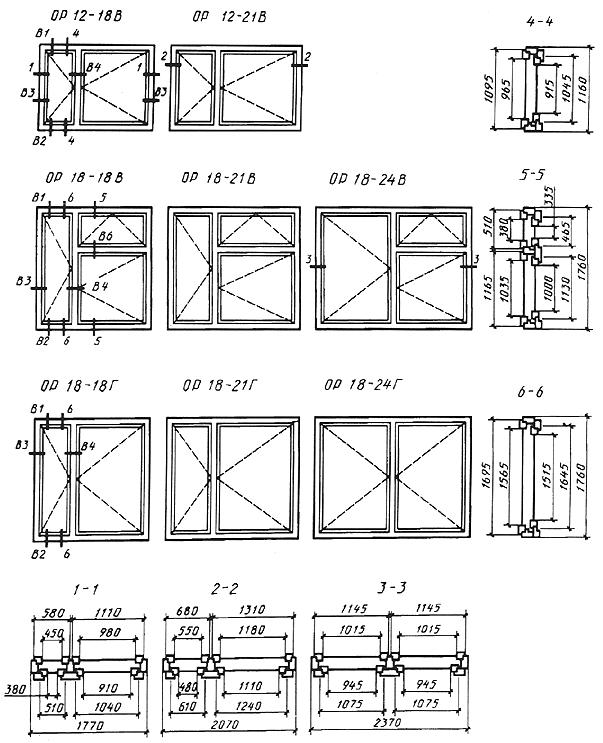 ОР 12-18В ОР 12-21В 4-4
В1 4
1 В4 1 2 2
В3 В3
В2 4
1095 965 915 1045 1160
ОР 18-18В ОР 18-21В ОР 18-24В 5-5
В1 6 5
В6
В3 В4 3 3
В2 6 5
510 380 335 465
1165 1035 1000 1130 1760
ОР 18-18Г ОР 18-21Г ОР 18-24Г 6-6
В1 6
В3 В4
В2 6
1695 1565 1515 1645 1760
1-1 2-2 3-3
580 1110 680 1310 1145 1145
450 980 550 1180 1015 1015
380 910 480 1110 945 945
510 1040 610 1240 1075 1075
1770 2070 2370